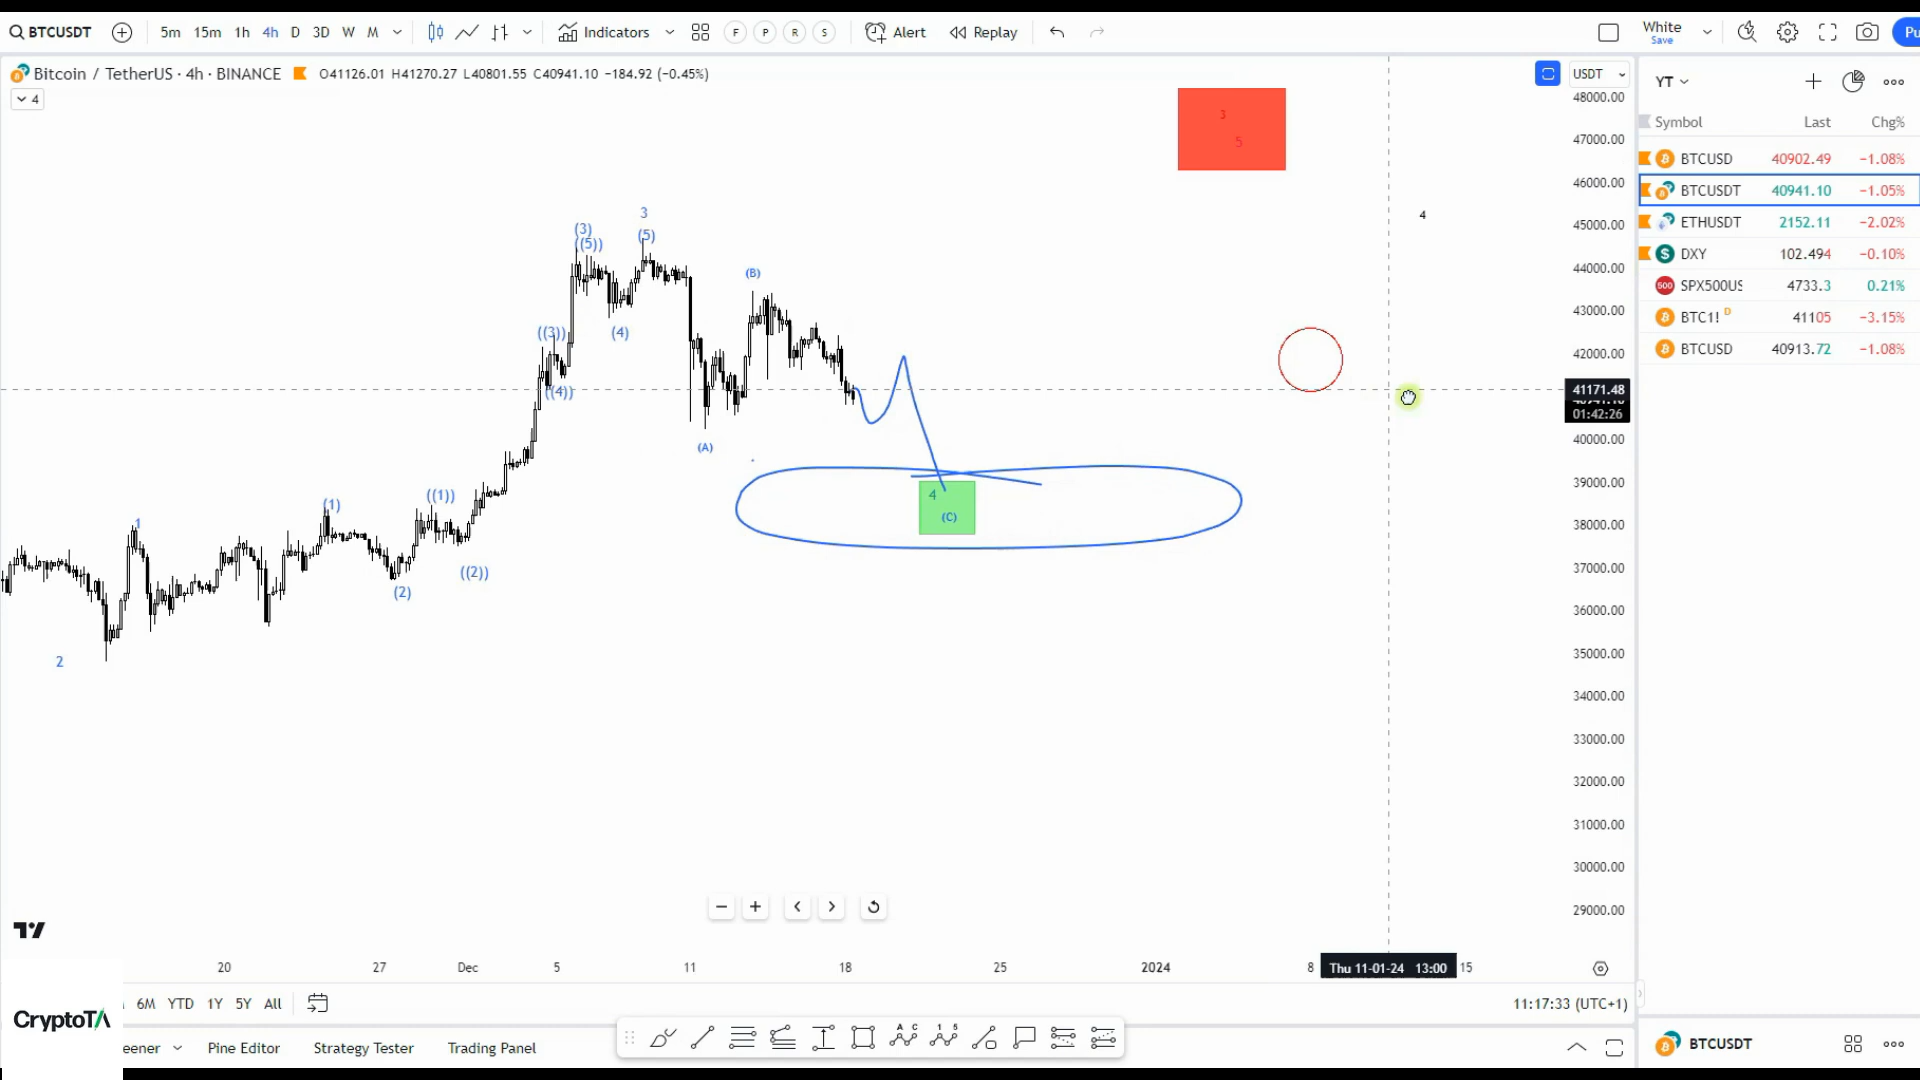 BTCUSDT 5m 15m 1h 4h D 3D W M Indicators F P R S Alert Replay White Save Pu
Bitcoin / TetherUS · 4h · BINANCE O41126.01 H41270.27 L40801.55 C40941.10 −184.92 (−0.45%)
4
USDT
48000.00
47000.00
46000.00
45000.00
44000.00
43000.00
42000.00
41171.48
01:42:26
40000.00
39000.00
38000.00
37000.00
36000.00
35000.00
34000.00
33000.00
32000.00
31000.00
30000.00
29000.00
3
5
4
3
(5)
(3)
((5))
(B)
((3))
(4)
((4))
(A)
((1))
(1)
1
4
(C)
((2))
(2)
2
20 27 Dec 5 11 18 25 2024 8 Thu 11-01-24 13:00 15
6M YTD 1Y 5Y All 11:17:33 (UTC+1)
CryptoTA
eener Pine Editor Strategy Tester Trading Panel
YT
Symbol Last Chg%
BTCUSD 40902.49 −1.08%
BTCUSDT 40941.10 −1.05%
ETHUSDT 2152.11 −2.02%
DXY 102.494 −0.10%
SPX500US 4733.3 0.21%
BTC1! D 41105 −3.15%
BTCUSD 40913.72 −1.08%
BTCUSDT